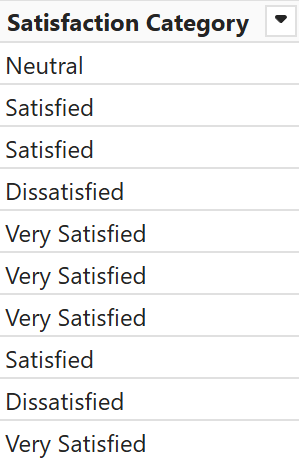 Satisfaction Category
Neutral
Satisfied
Satisfied
Dissatisfied
Very Satisfied
Very Satisfied
Very Satisfied
Satisfied
Dissatisfied
Very Satisfied